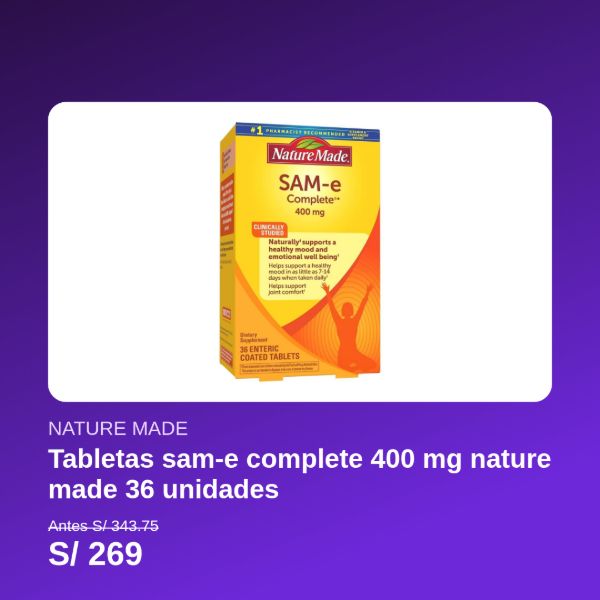 #1 PHARMACIST RECOMMENDED
Nature Made
SAM-e
Complete
400 mg
CLINICALLY
STUDIED
Naturally† supports a
healthy mood and
emotional well being†
Helps support a healthy
mood in as little as 7-14
days when taken daily†
Helps support
joint comfort†
Dietary
Supplement
36 ENTERIC
COATED TABLETS
NATURE MADE
Tabletas sam-e complete 400 mg nature
made 36 unidades
Antes S/ 343.75
S/ 269